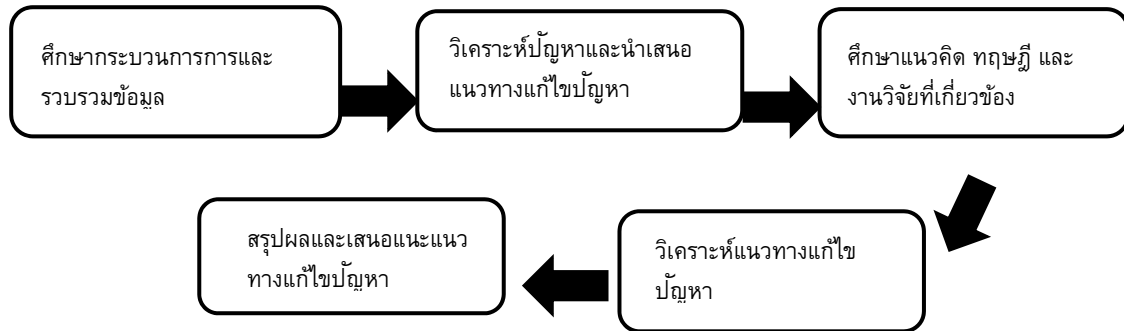 ศึกษากระบวนการการและ
รวบรวมข้อมูล
วิเคราะห์ปัญหาและนำเสนอ
แนวทางแก้ไขปัญหา
ศึกษาแนวคิด ทฤษฎี และ
งานวิจัยที่เกี่ยวข้อง
วิเคราะห์แนวทางแก้ไข
ปัญหา
สรุปผลและเสนอแนะแนว
ทางแก้ไขปัญหา